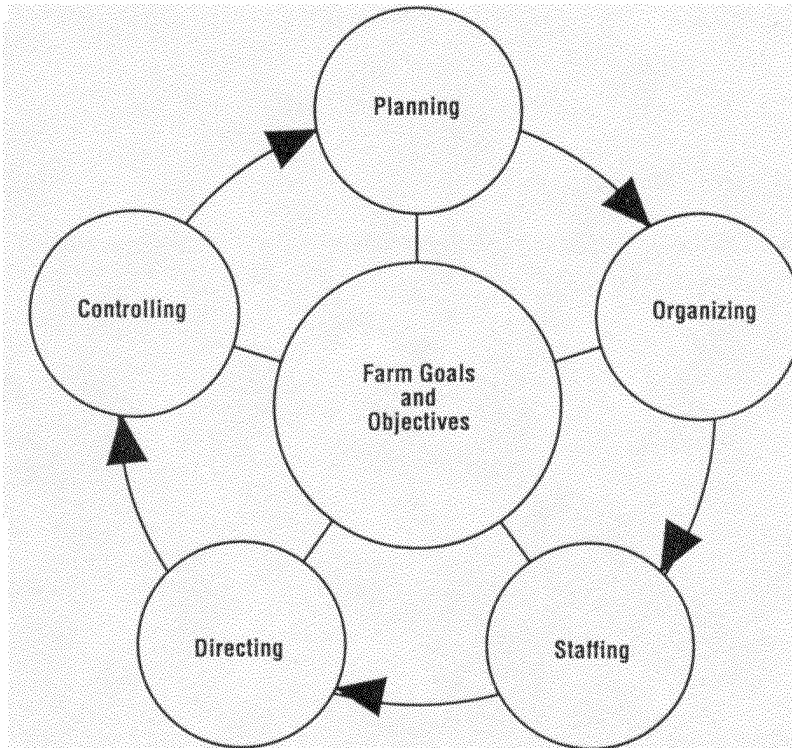 Planning
Organizing
Staffing
Directing
Controlling
Farm Goals
and
Objectives